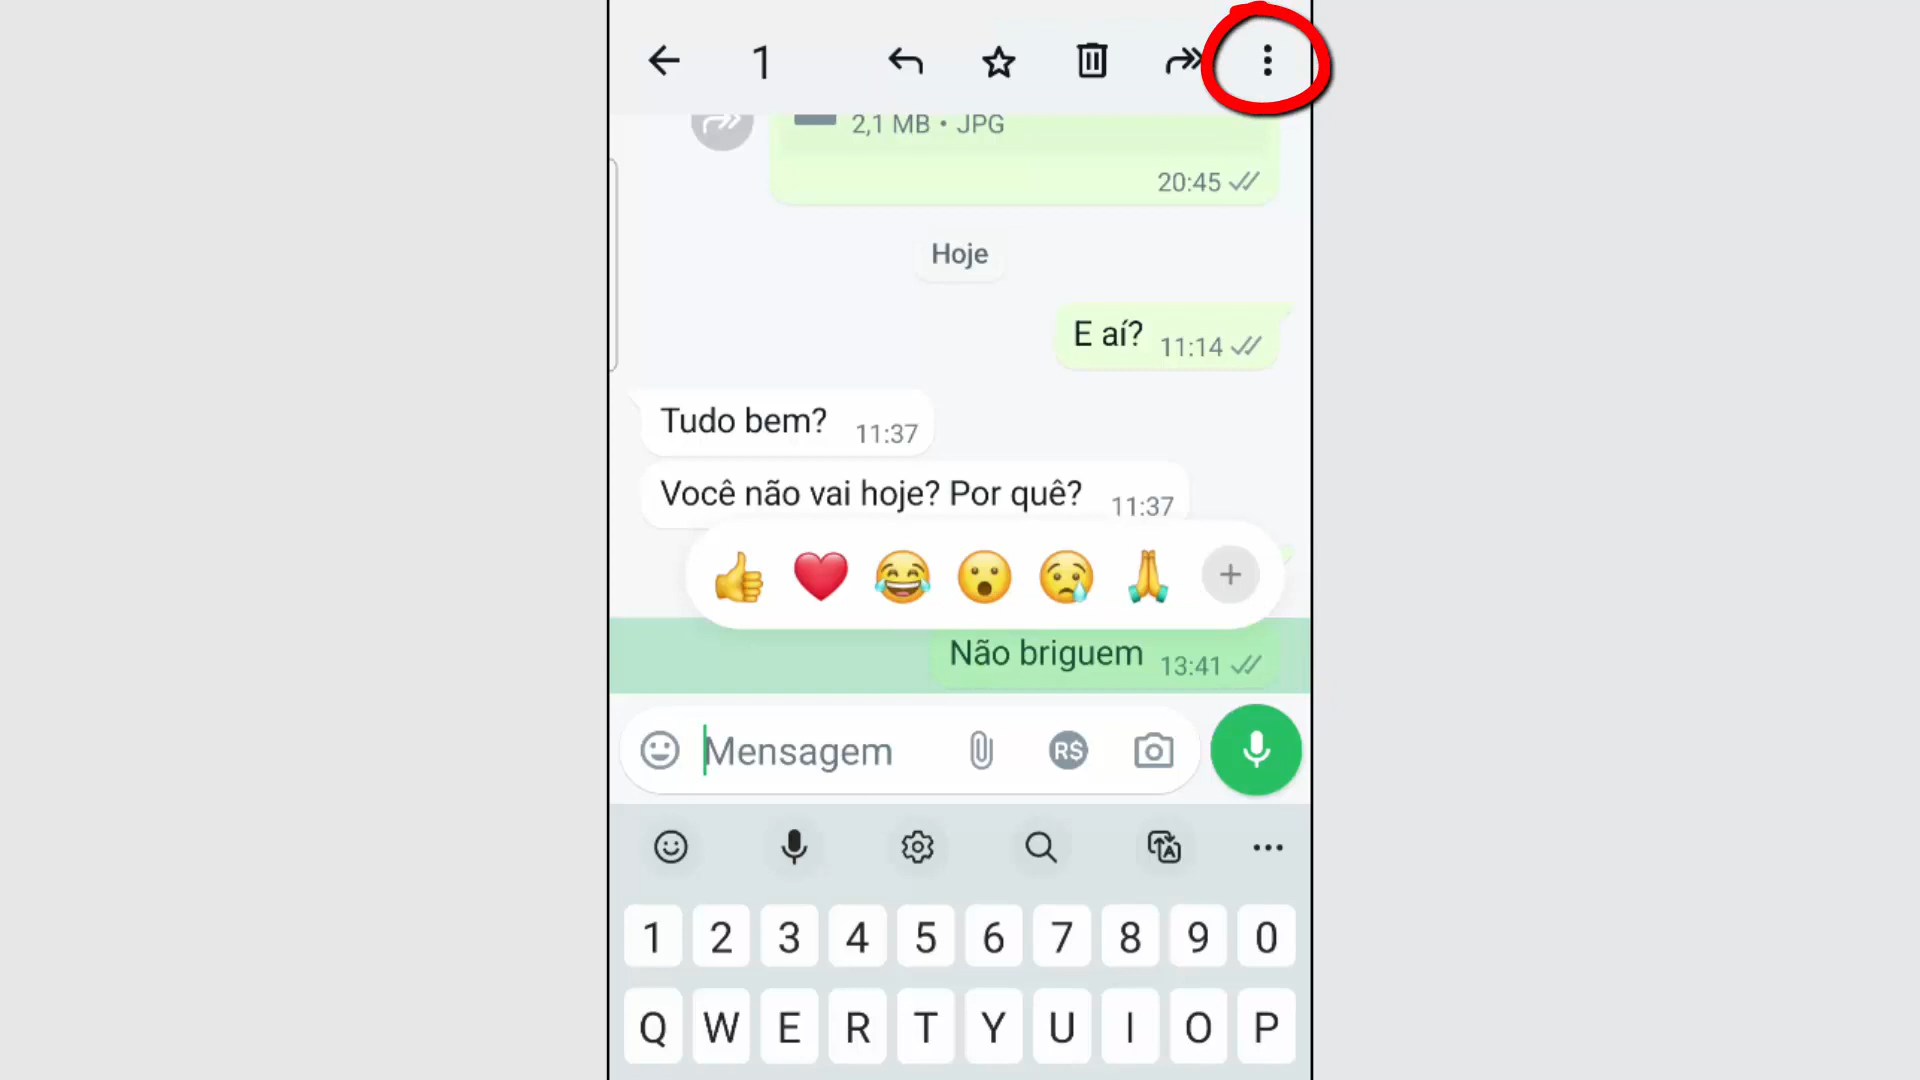 1
2,1 MB • JPG
20:45
Hoje
E aí? 11:14
Tudo bem? 11:37
Você não vai hoje? Por quê? 11:37
Não briguem 13:41
Mensagem R$
1 2 3 4 5 6 7 8 9 0
Q W E R T Y U I O P